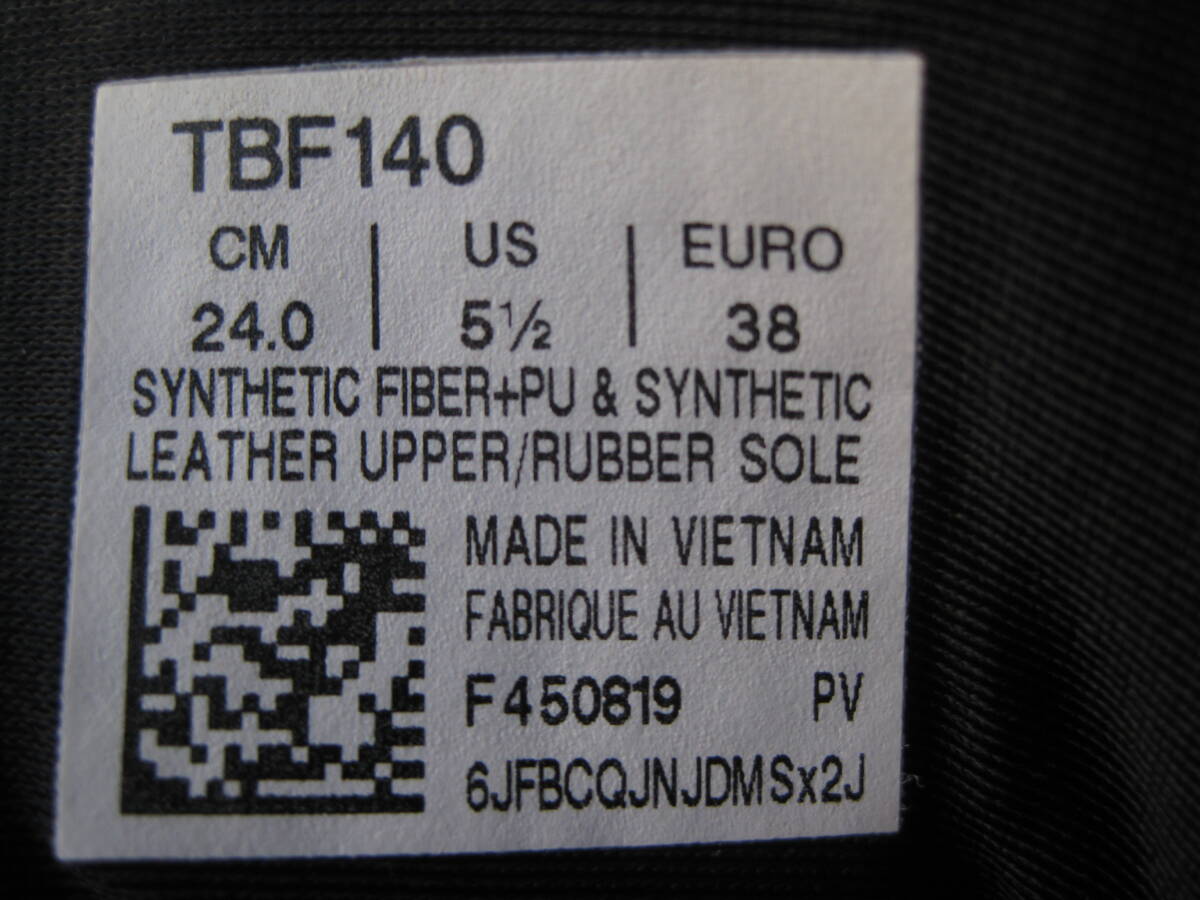 TBF140
CM | US | EURO
24.0 | 5½ | 38
SYNTHETIC FIBER+PU & SYNTHETIC
LEATHER UPPER/RUBBER SOLE
MADE IN VIETNAM
FABRIQUE AU VIETNAM
F450819 PV
6JFBCQJNJDMSx2J